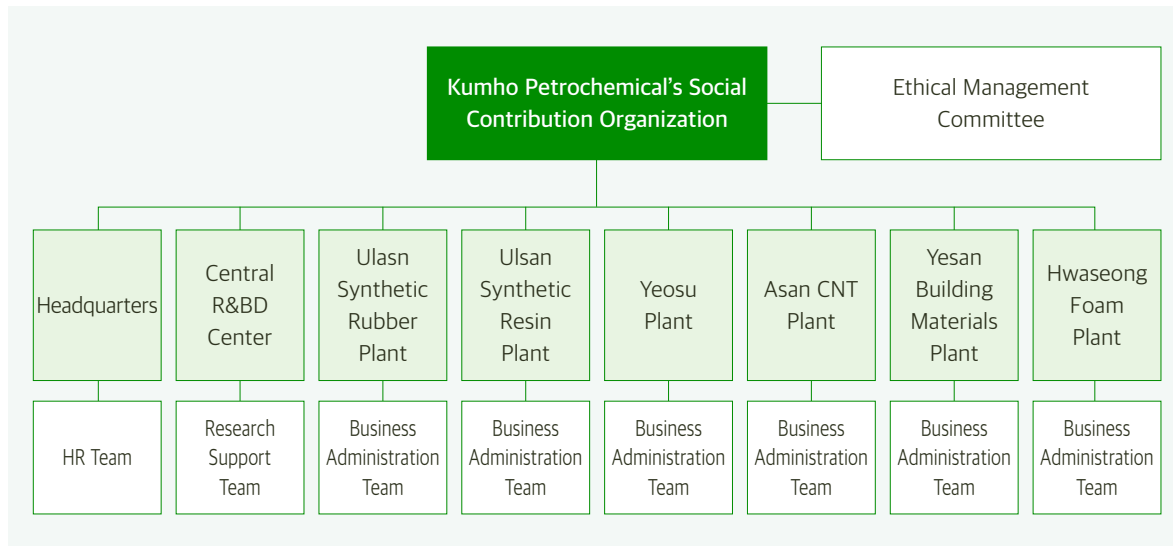 Kumho Petrochemical's Social
Contribution Organization
Ethical Management
Committee
Headquarters
Central
R&BD
Center
Ulasn
Synthetic
Rubber
Plant
Ulsan
Synthetic
Resin
Plant
Yeosu
Plant
Asan CNT
Plant
Yesan
Building
Materials
Plant
Hwaseong
Foam
Plant
HR Team
Research
Support
Team
Business
Administration
Team
Business
Administration
Team
Business
Administration
Team
Business
Administration
Team
Business
Administration
Team
Business
Administration
Team